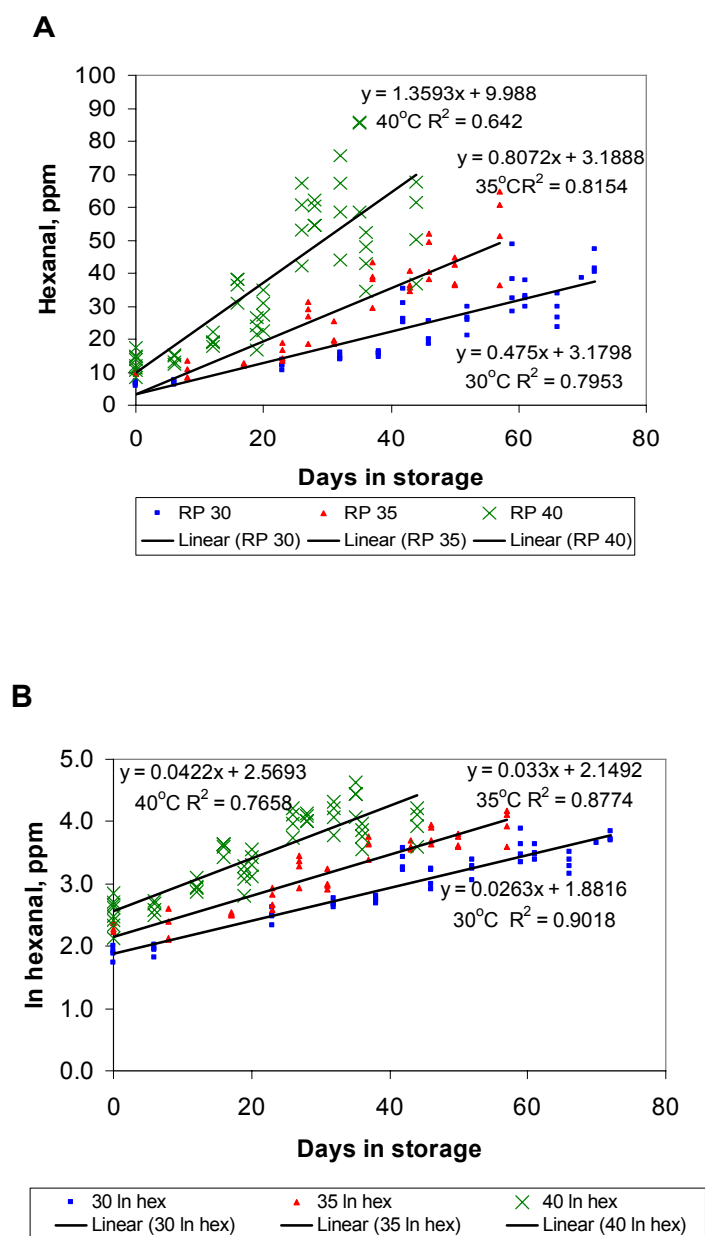 A
y = 1.3593x + 9.988
40°C R² = 0.642
y = 0.8072x + 3.1888
35°CR² = 0.8154
y = 0.475x + 3.1798
30°C R² = 0.7953
Hexanal, ppm
100
90
80
70
60
50
40
30
20
10
0
0 20 40 60 80
Days in storage
RP 30 RP 35 RP 40
Linear (RP 30) Linear (RP 35) Linear (RP 40)
B
y = 0.0422x + 2.5693
40°C R² = 0.7658
y = 0.033x + 2.1492
35°C R² = 0.8774
y = 0.0263x + 1.8816
30°C R² = 0.9018
ln hexanal, ppm
5.0
4.0
3.0
2.0
1.0
0.0
0 20 40 60 80
Days in storage
30 ln hex 35 ln hex 40 ln hex
Linear (30 ln hex) Linear (35 ln hex) Linear (40 ln hex)